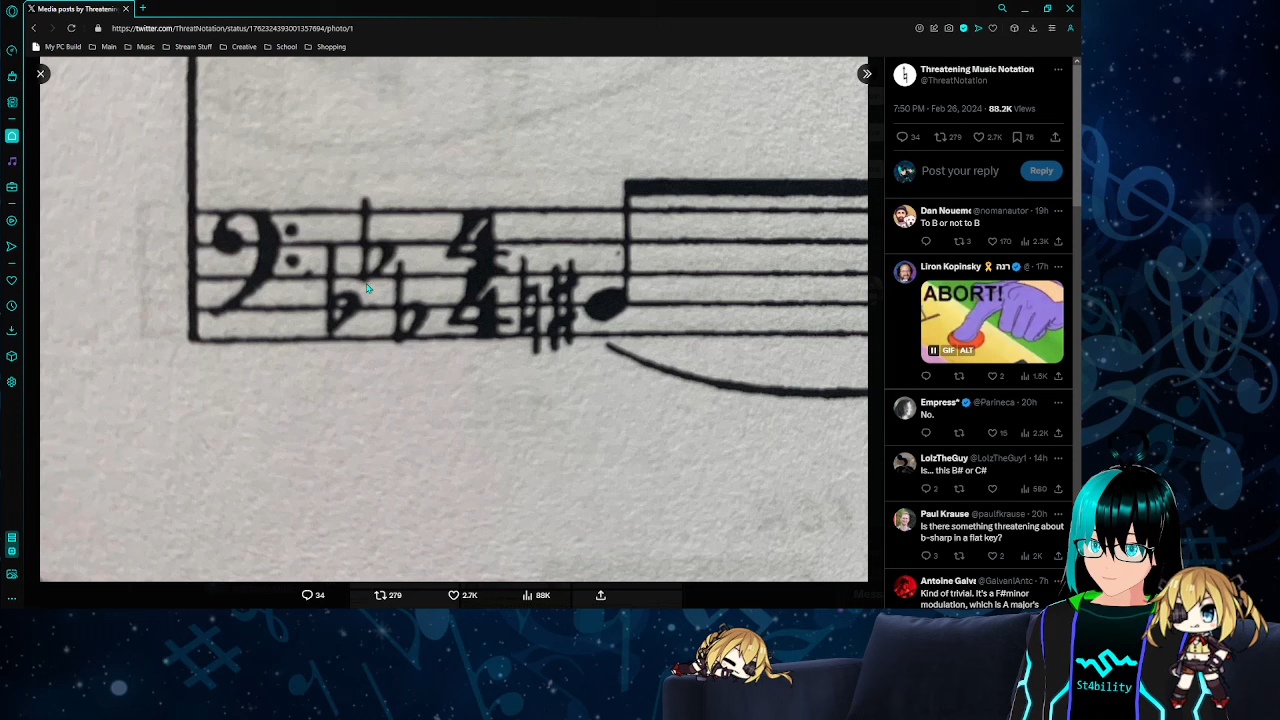 Media posts by Threatenin
https://twitter.com/ThreatNotation/status/1762324393001357694/photo/1
My PC Build
Main
Music
Stream Stuff
Creative
School
Shopping
4
4
34
279
2.7K
88K
Threatening Music Notation
@ThreatNotation
7:50 PM · Feb 26, 2024 · 88.2K Views
34
279
2.7K
76
Post your reply
Reply
Dan Noueme @nomanautor · 19h
To B or not to B
3
170
2.3K
Liron Kopinsky 🎗 רנה @ · 17h
ABORT!
GIF
ALT
2
1.5K
Empress* @Parineca · 20h
No.
15
2.2K
LolzTheGuy @LolzTheGuy1 · 14h
Is... this B# or C#
2
580
Paul Krause @paulfkrause · 20h
Is there something threatening about
b-sharp in a flat key?
3
2
2K
Antoine Galva @GalvaniAntc · 7h
Kind of trivial. It's a F#minor
modulation, which is A major's
St4bility